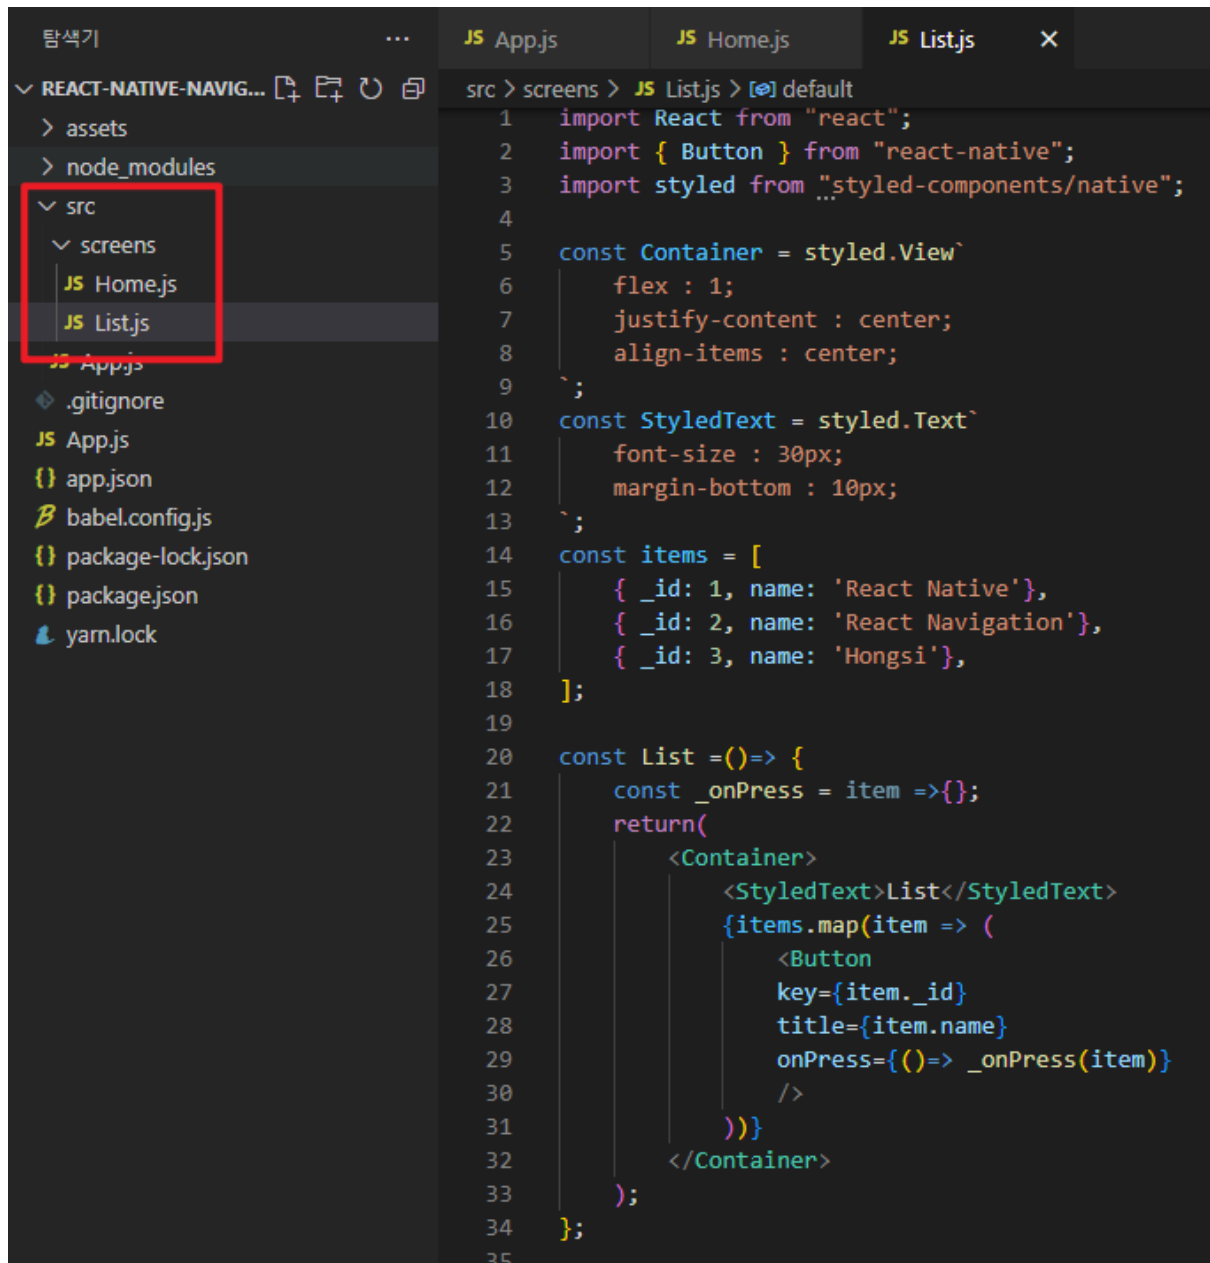 탐색기 ...
REACT-NATIVE-NAVIG...
assets
node_modules
src
screens
JS Home.js
JS List.js
JS App.js
.gitignore
JS App.js
{} app.json
babel.config.js
{} package-lock.json
{} package.json
yarn.lock
JS App.js JS Home.js JS List.js ×
src > screens > JS List.js > default
1 import React from "react";
2 import { Button } from "react-native";
3 import styled from "styled-components/native";
4
5 const Container = styled.View`
6 flex : 1;
7 justify-content : center;
8 align-items : center;
9 `;
10 const StyledText = styled.Text`
11 font-size : 30px;
12 margin-bottom : 10px;
13 `;
14 const items = [
15 { _id: 1, name: 'React Native'},
16 { _id: 2, name: 'React Navigation'},
17 { _id: 3, name: 'Hongsi'},
18 ];
19
20 const List =()=> {
21 const _onPress = item =>{};
22 return(
23 <Container>
24 <StyledText>List</StyledText>
25 {items.map(item => (
26 <Button
27 key={item._id}
28 title={item.name}
29 onPress={()=> _onPress(item)}
30 />
31 ))}
32 </Container>
33 );
34 };
35